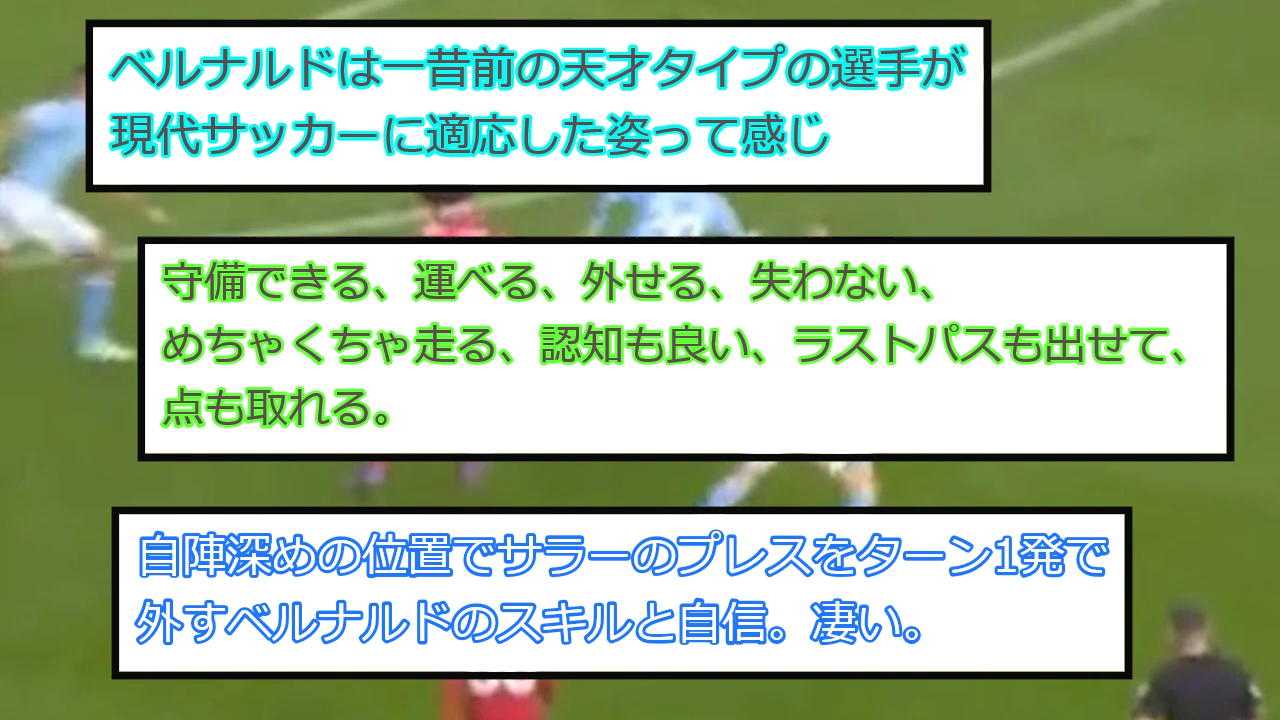 ベルナルドは一昔前の天才タイプの選手が
現代サッカーに適応した姿って感じ
守備できる、運べる、外せる、失わない、
めちゃくちゃ走る、認知も良い、ラストパスも出せて、
点も取れる。
自陣深めの位置でサラーのプレスをターン1発で
外すベルナルドのスキルと自信。凄い。